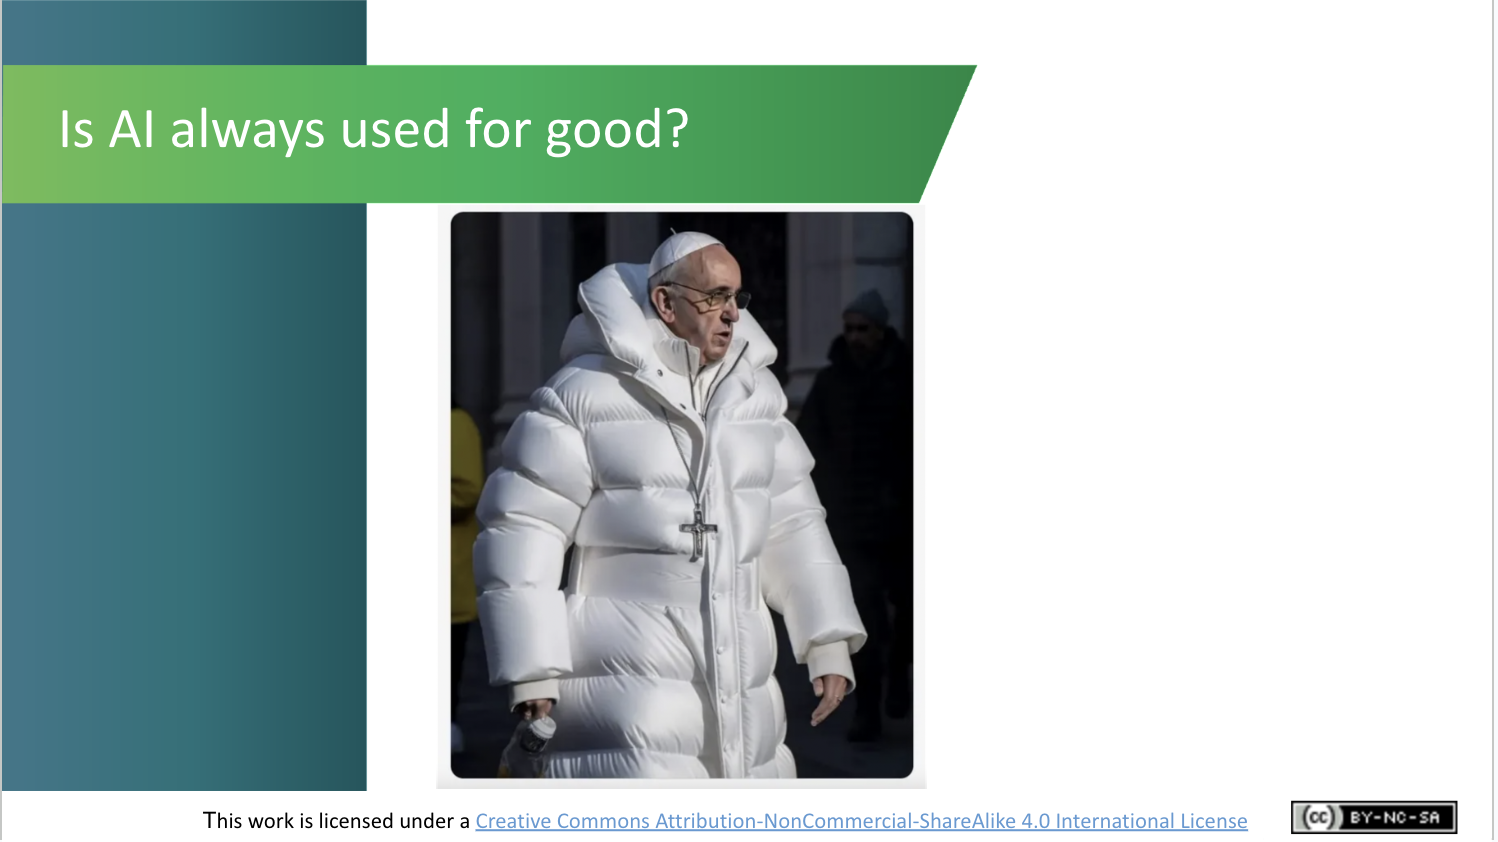 Is AI always used for good?
This work is licensed under a Creative Commons Attribution-NonCommercial-ShareAlike 4.0 International License
cc BY-NC-SA